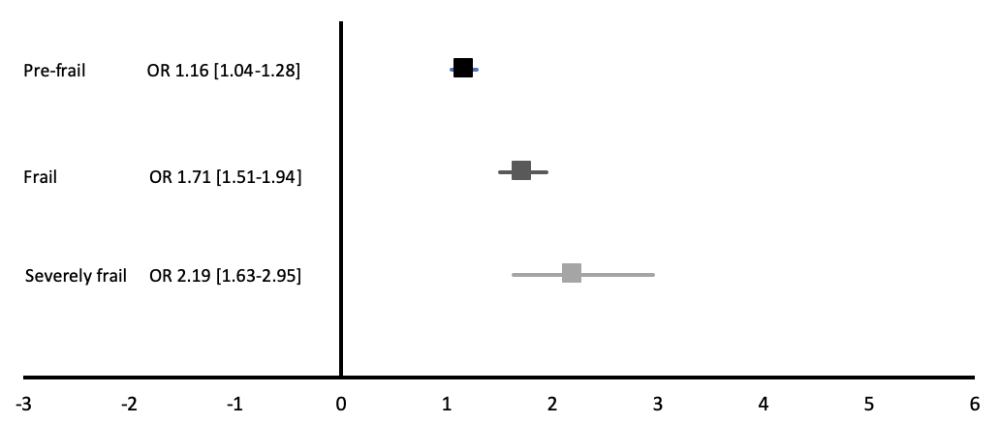 Pre-frail OR 1.16 [1.04-1.28]
Frail OR 1.71 [1.51-1.94]
Severely frail OR 2.19 [1.63-2.95]
-3 -2 -1 0 1 2 3 4 5 6